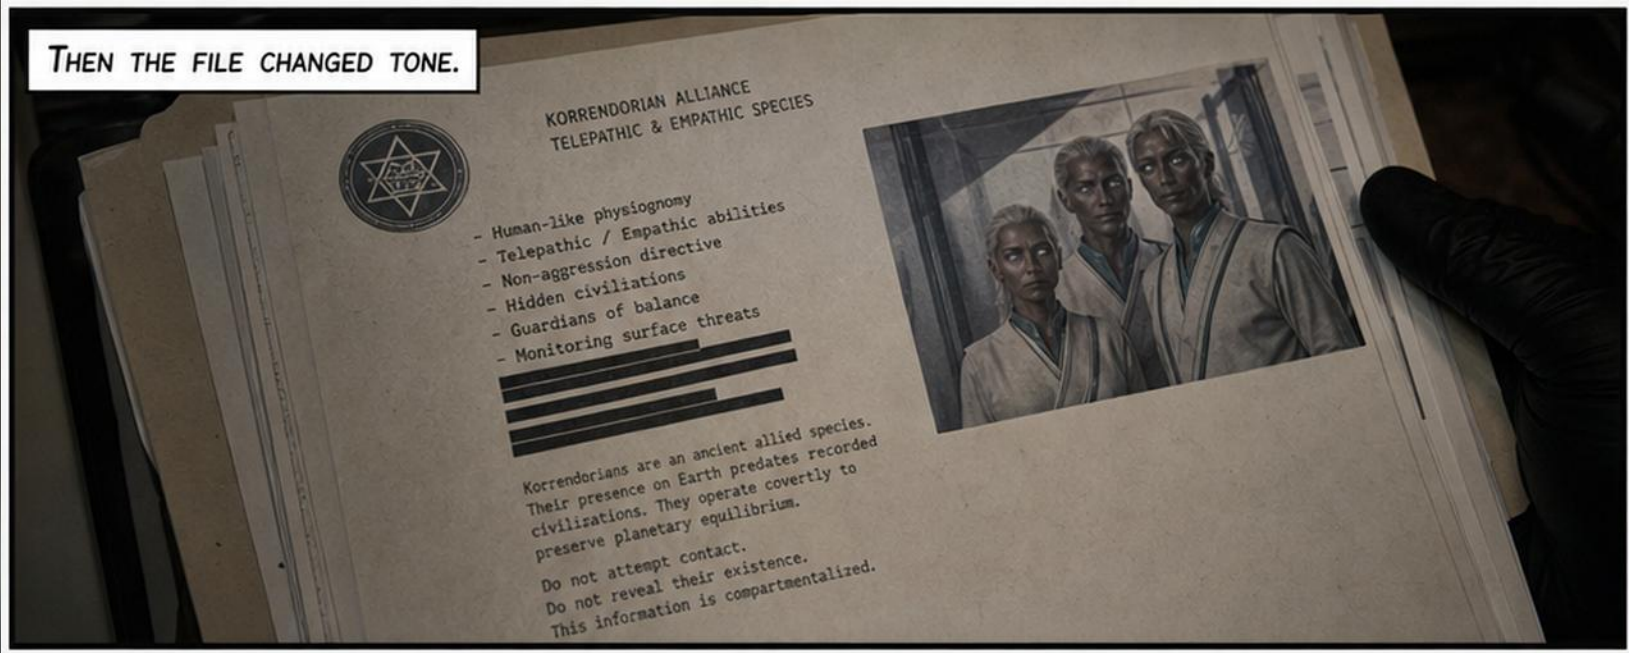 THEN THE FILE CHANGED TONE.
KORRENDORIAN ALLIANCE
TELEPATHIC & EMPATHIC SPECIES
- Human-like physiognomy
- Telepathic / Empathic abilities
- Non-aggression directive
- Hidden civiliations
- Guardians of balance
- Monitoring surface threats
Korrendorians are an ancient allied species.
Their presence on Earth predates recorded
civilizations. They operate covertly to
preserve planetary equilibrium.
Do not attempt contact.
Do not reveal their existence.
This information is compartmentalized.